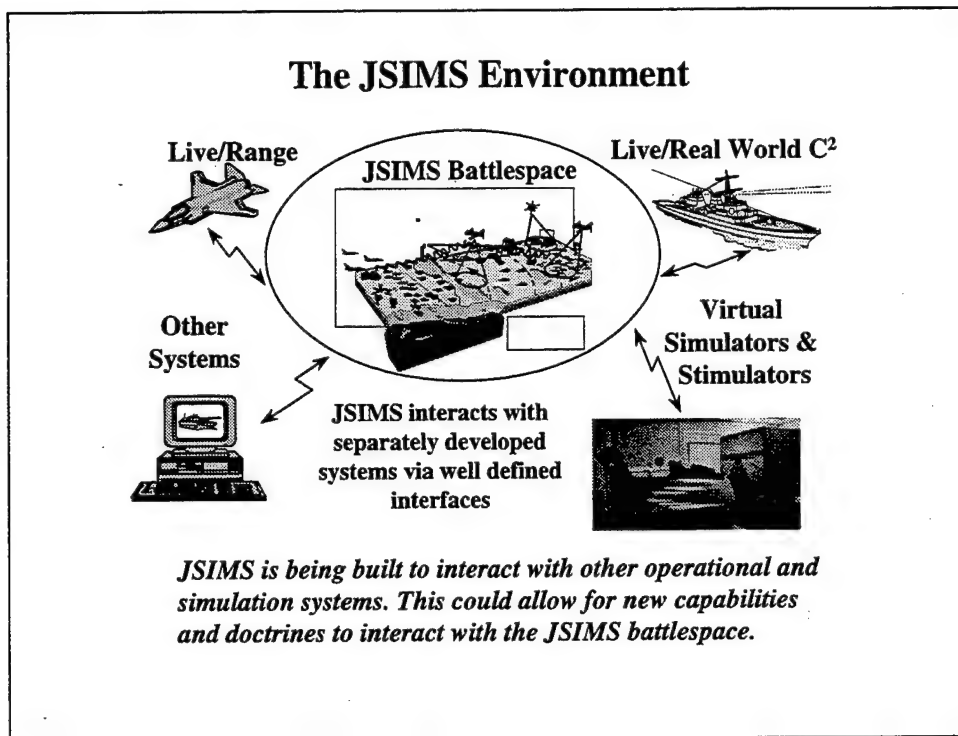 The JSIMS Environment
Live/Range
JSIMS Battlespace
Live/Real World C²
Other
Systems
Virtual
Simulators &
Stimulators
JSIMS interacts with
separately developed
systems via well defined
interfaces
JSIMS is being built to interact with other operational and
simulation systems. This could allow for new capabilities
and doctrines to interact with the JSIMS battlespace.